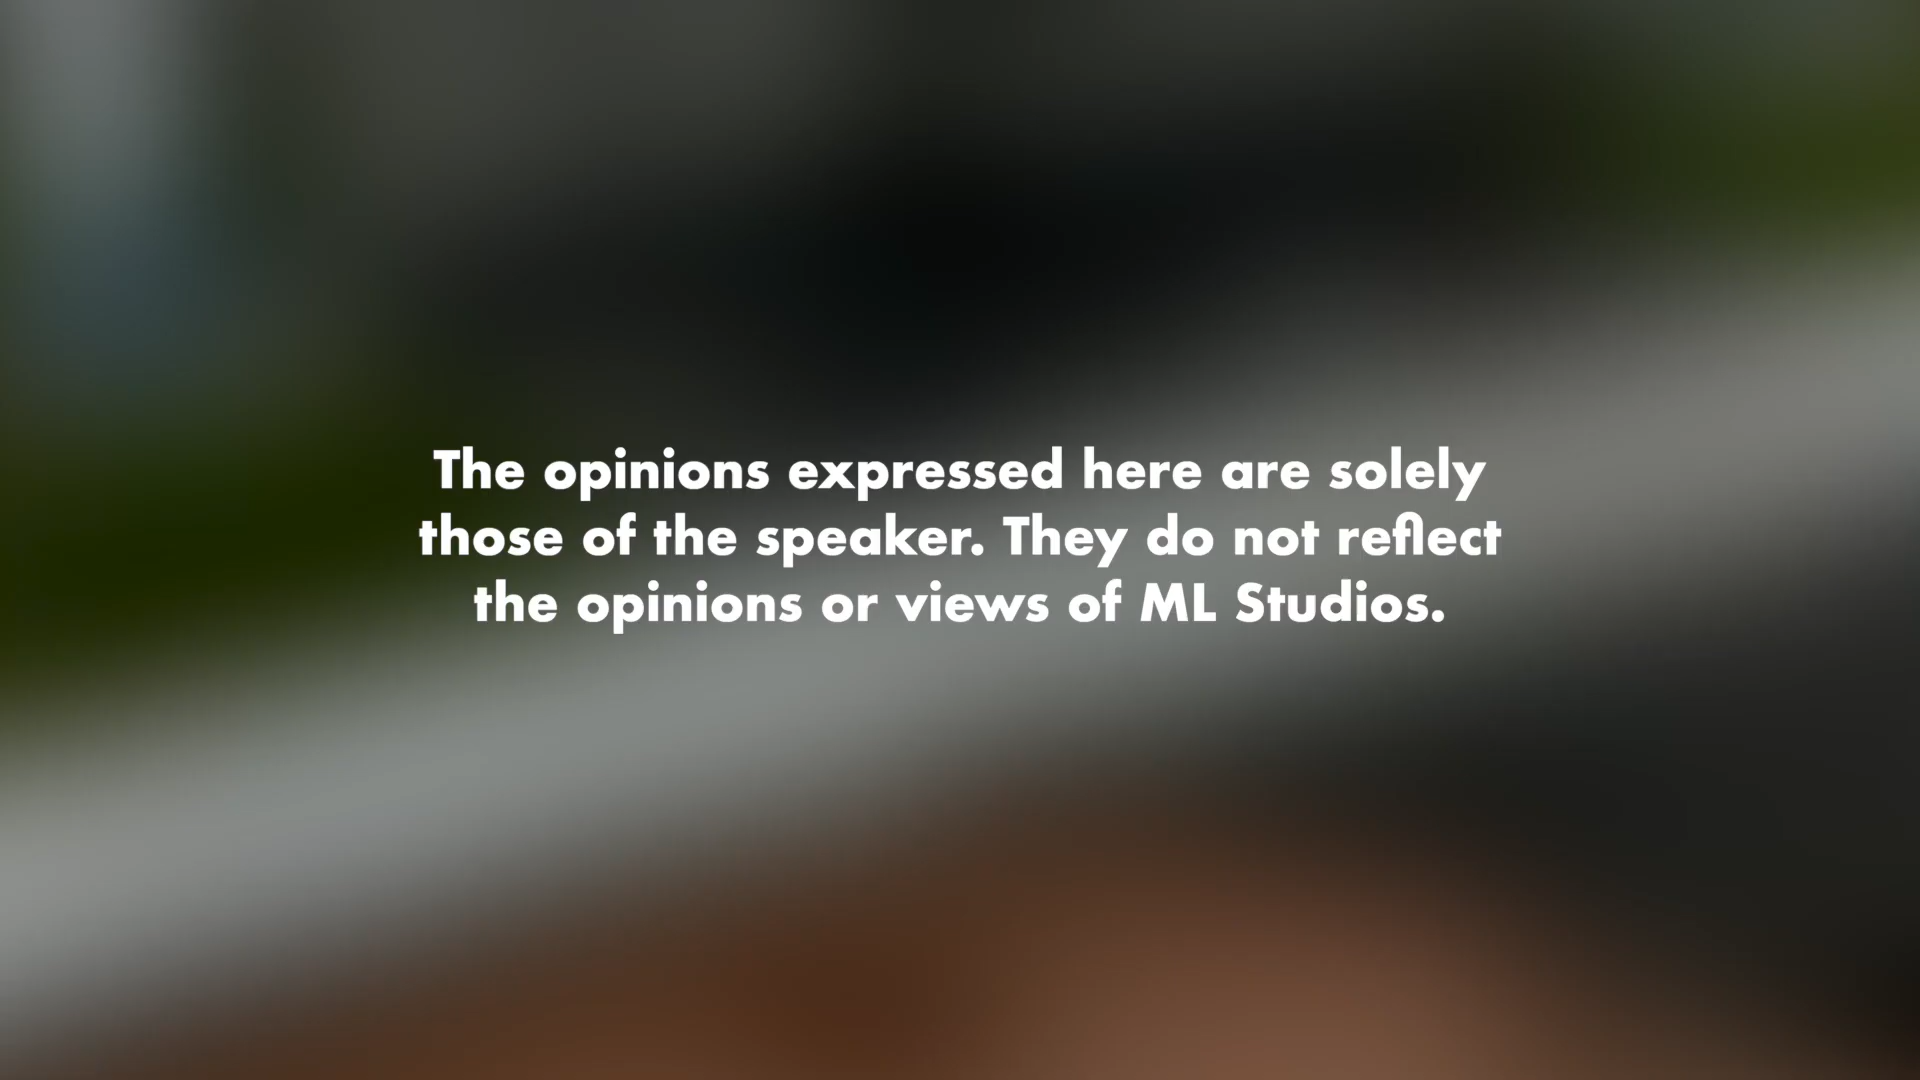 The opinions expressed here are solely
those of the speaker. They do not reflect
the opinions or views of ML Studios.